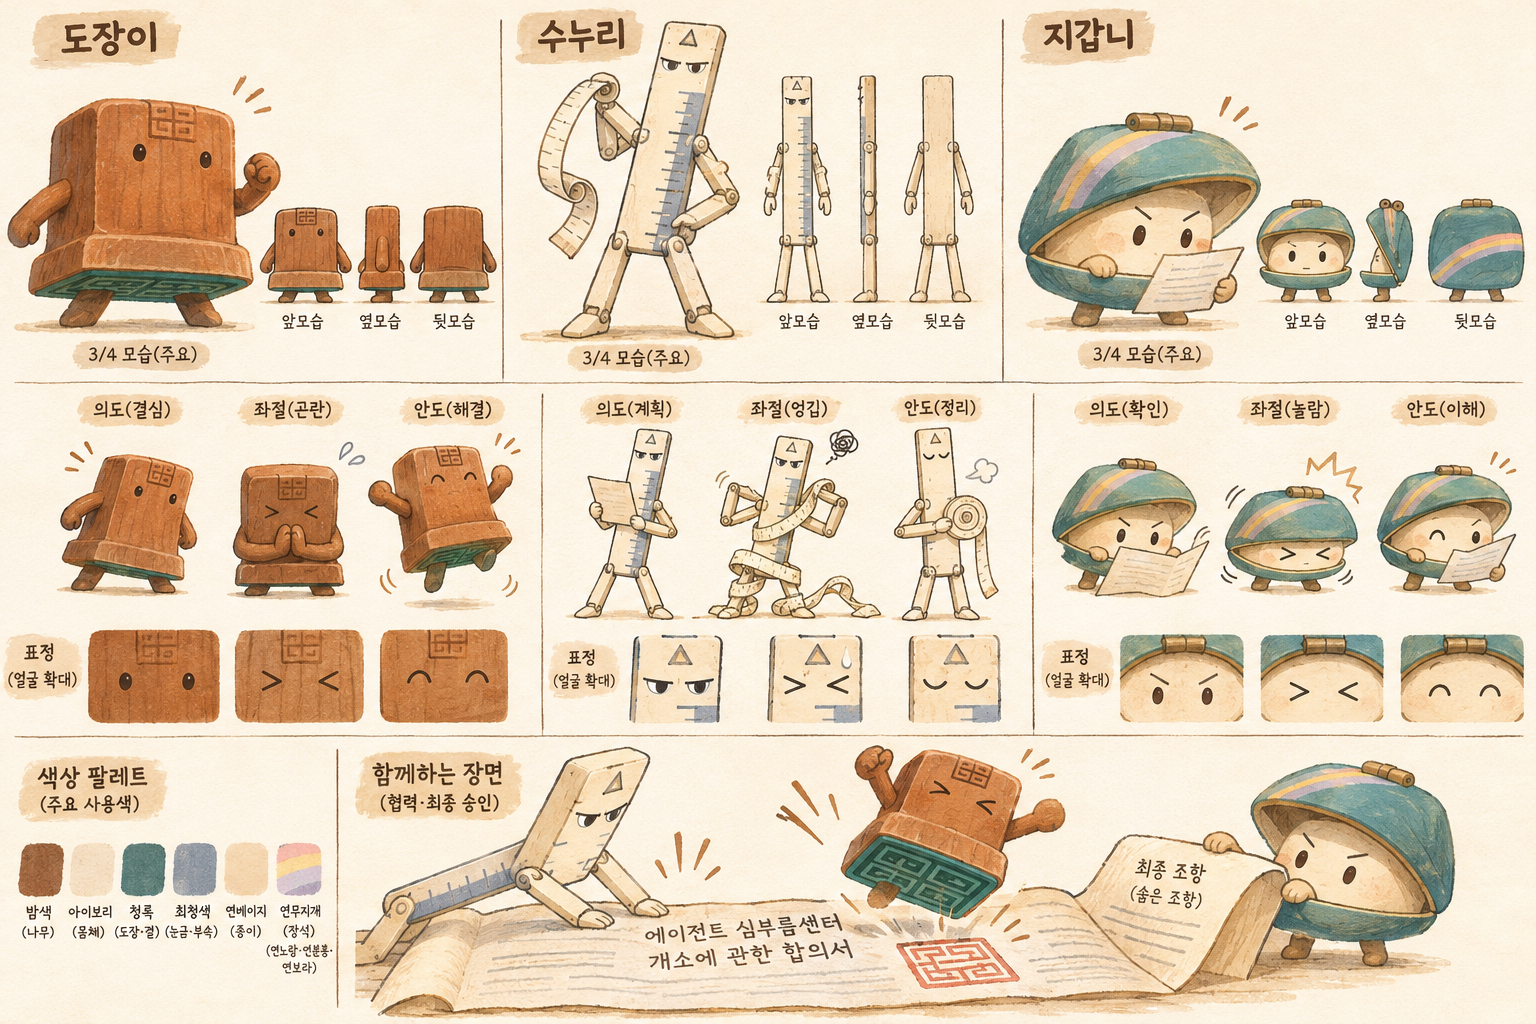 도장이
수누리
지갑니
앞모습
옆모습
뒷모습
3/4 모습(주요)
앞모습
옆모습
뒷모습
3/4 모습(주요)
앞모습
옆모습
뒷모습
3/4 모습(주요)
의도(결심)
좌절(곤란)
안도(해결)
의도(계획)
좌절(엉킴)
안도(정리)
의도(확인)
좌절(놀람)
안도(이해)
표정
(얼굴 확대)
표정
(얼굴 확대)
표정
(얼굴 확대)
색상 팔레트
(주요 사용색)
밤색
(나무)
아이보리
(몸체)
청록
(도장·결)
회청색
(눈금·부속)
연베이지
(종이)
연무지개
(장석)
(연노랑·연분홍·
연보라)
함께하는 장면
(협력·최종 승인)
에이전트 심부름센터
개소에 관한 합의서
최종 조항
(숨은 조항)